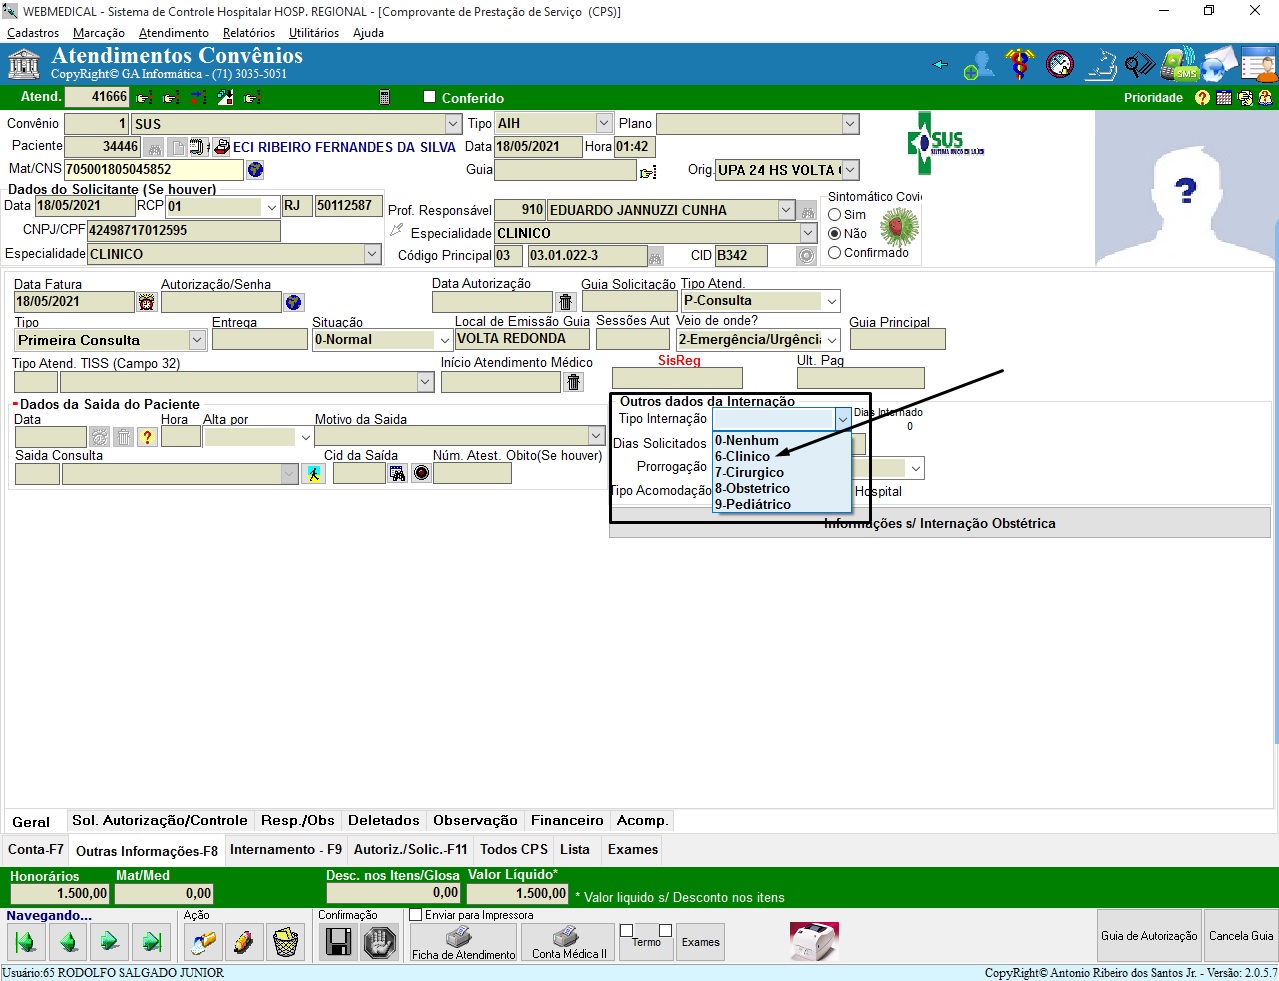 WEBMEDICAL - Sistema de Controle Hospitalar HOSP. REGIONAL - [Comprovante de Prestação de Serviço  (CPS)]
Cadastros Marcação Atendimento Relatórios Utilitários Ajuda
Atendimentos Convênios
CopyRight© GA Informática - (71) 3035-5051
SMS
Atend. 41666 Conferido Prioridade
Convênio 1 SUS Tipo AIH Plano
Paciente 34446 ECI RIBEIRO FERNANDES DA SILVA Data 18/05/2021 Hora 01:42
SUS
Mat/CNS 705001805045852 Guia Orig. UPA 24 HS VOLTA
Dados do Solicitante (Se houver)
Data 18/05/2021 RCP 01 RJ 50112587
Prof. Responsável 910 EDUARDO JANNUZZI CUNHA
CNPJ/CPF 42498717012595 Especialidade CLINICO
Especialidade CLINICO Código Principal 03 03.01.022-3 CID B342
Sintomático Covi
Sim
Não
Confirmado
?
Data Fatura Autorização/Senha Data Autorização Guia Solicitação Tipo Atend.
18/05/2021 P-Consulta
Tipo Entrega Situação Local de Emissão Guia Sessões Aut Veio de onde? Guia Principal
Primeira Consulta 0-Normal VOLTA REDONDA 2-Emergência/Urgênci
Tipo Atend. TISS (Campo 32) Início Atendimento Médico SisReg Ult. Pag
Dados da Saida do Paciente
Data Hora Alta por Motivo da Saida
Saida Consulta Cid da Saída Núm. Atest. Obito(Se houver)
Outros dados da Internação
Tipo Internação Dias Internado
0
Dias Solicitados
Prorrogação
Tipo Acomodação Hospital
0-Nenhum
6-Clinico
7-Cirurgico
8-Obstetrico
9-Pediátrico
Informações s/ Internação Obstétrica
Geral Sol. Autorização/Controle Resp./Obs Deletados Observação Financeiro Acomp.
Conta-F7 Outras Informações-F8 Internamento - F9 Autoriz./Solic.-F11 Todos CPS Lista Exames
Honorários Mat/Med Desc. nos Itens/Glosa Valor Líquido*
1.500,00 0,00 0,00 1.500,00 * Valor liquido s/ Desconto nos itens
Navegando... Ação Confirmação Enviar para Impressora
Ficha de Atendimento Conta Médica II Termo Exames Guia de Autorização Cancela Guia
Usuário:65 RODOLFO SALGADO JUNIOR CopyRight© Antonio Ribeiro dos Santos Jr. - Versão: 2.0.5.7